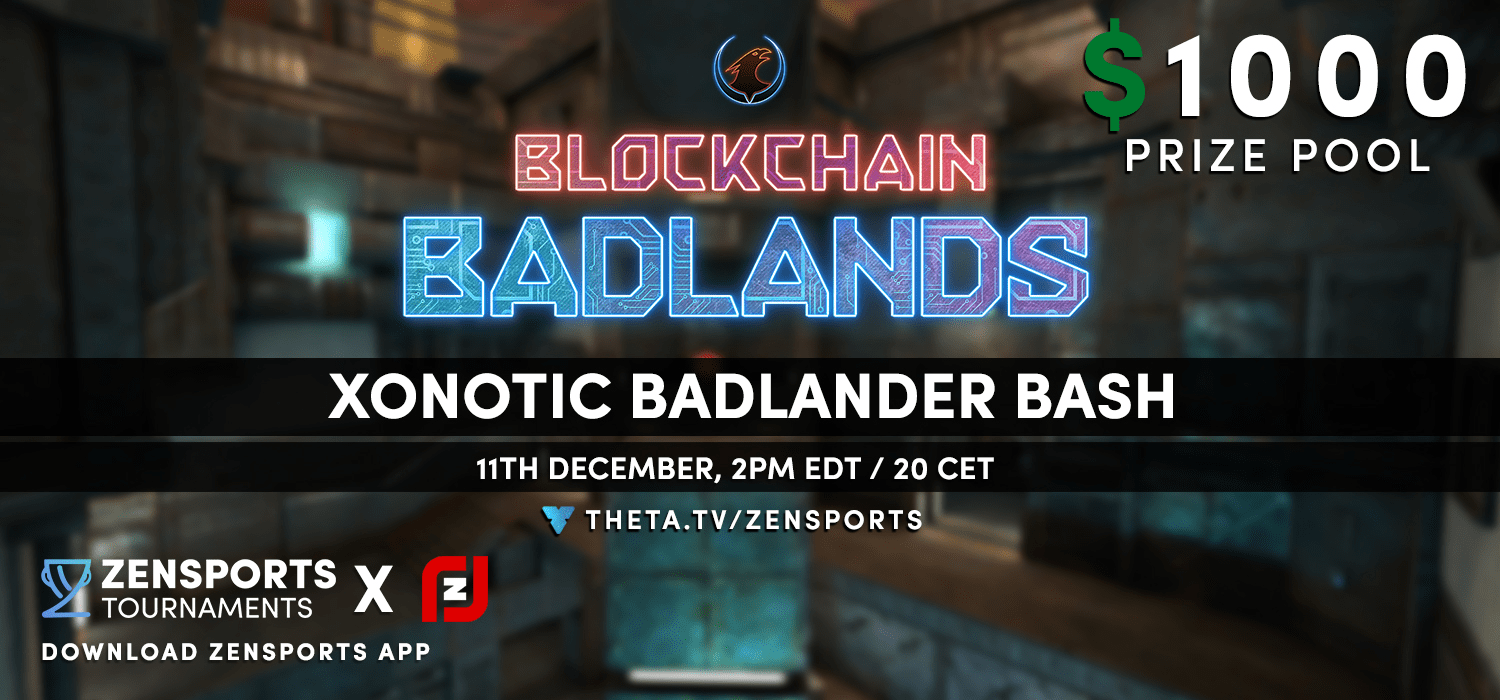 $1000
PRIZE POOL
BLOCKCHAIN
BADLANDS
XONOTIC BADLANDER BASH
11TH DECEMBER, 2PM EDT / 20 CET
THETA.TV/ZENSPORTS
ZENSPORTS
TOURNAMENTS
X
Z
DOWNLOAD ZENSPORTS APP